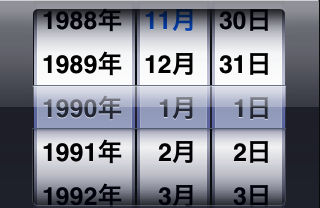 1988年 11月 30日
1989年 12月 31日
1990年 1月 1日
1991年 2月 2日
1992年 3月 3日